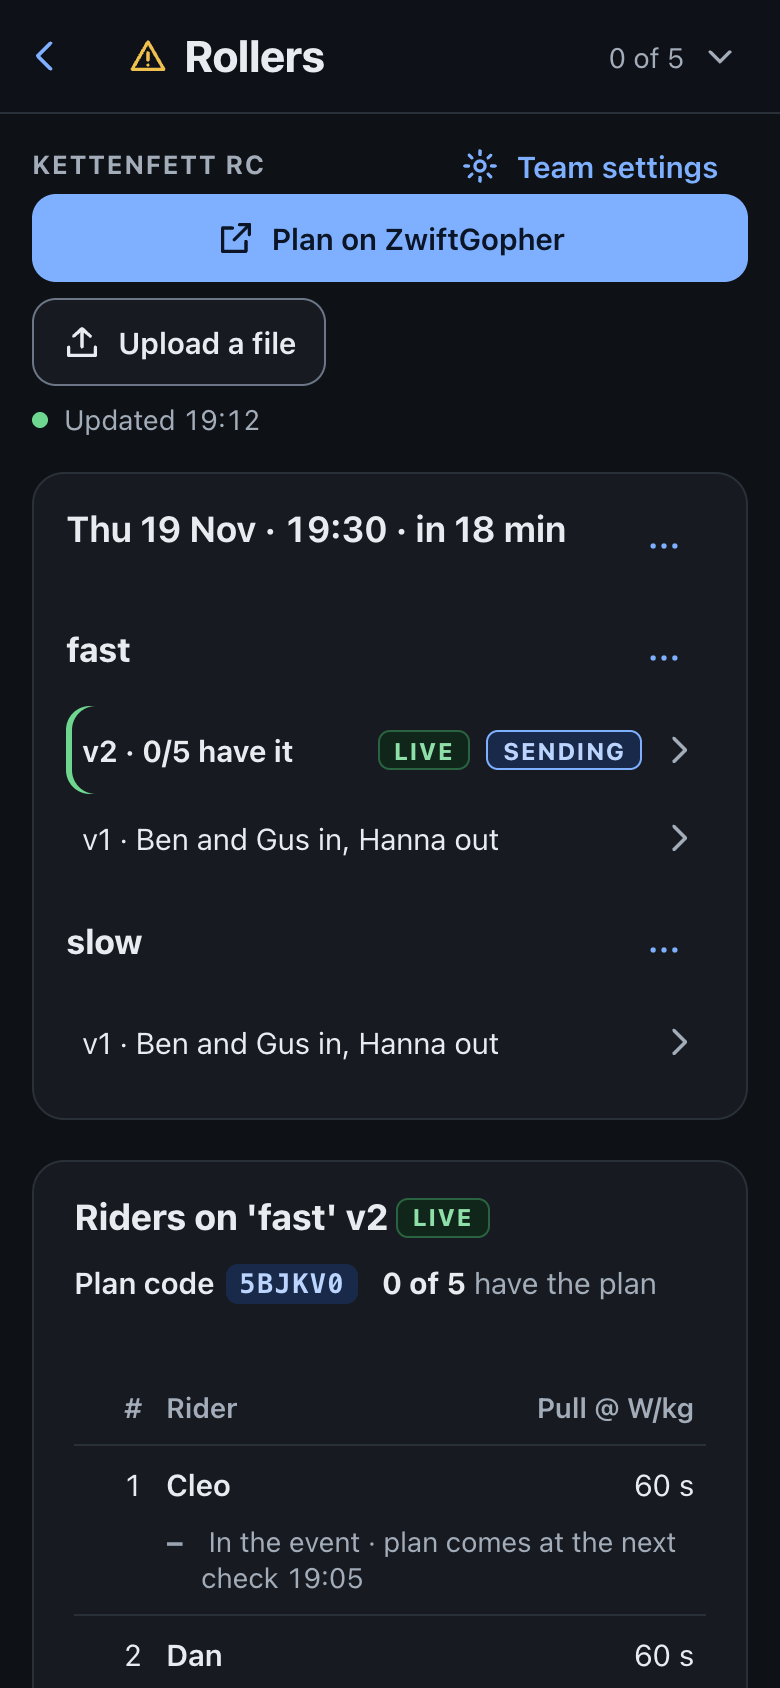 Rollers
0 of 5
KETTENFETT RC
Team settings
Plan on ZwiftGopher
Upload a file
Updated 19:12
Thu 19 Nov · 19:30 · in 18 min
...
fast
...
v2 · 0/5 have it
LIVE
SENDING
v1 · Ben and Gus in, Hanna out
slow
...
v1 · Ben and Gus in, Hanna out
Riders on 'fast' v2 LIVE
Plan code 5BJKV0 0 of 5 have the plan
# Rider Pull @ W/kg
1 Cleo 60 s
– In the event · plan comes at the next
check 19:05
2 Dan 60 s